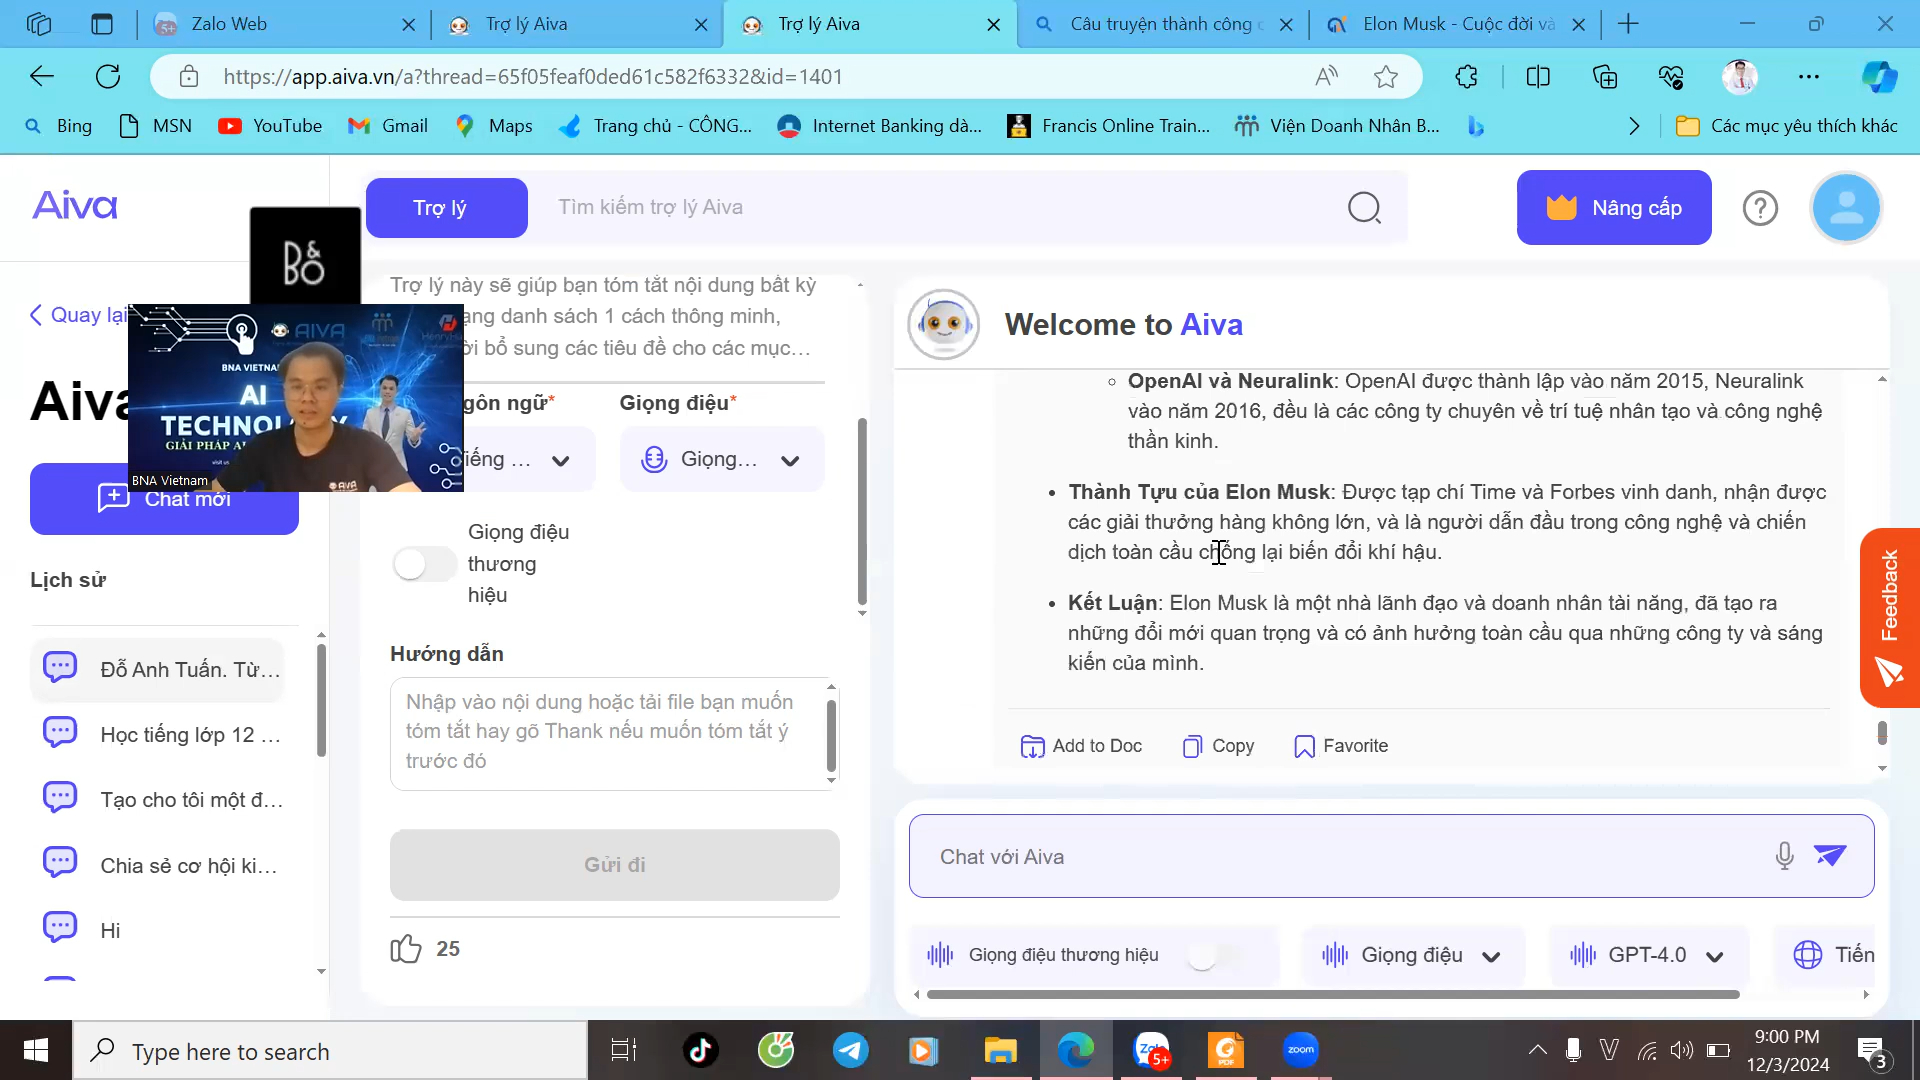 Zalo Web
Trợ lý Aiva
Trợ lý Aiva
Câu truyện thành công c
Elon Musk - Cuộc đời và
https://app.aiva.vn/a?thread=65f05feaf0ded61c582f6332&id=1401
Bing
MSN
YouTube
Gmail
Maps
Trang chủ - CÔNG...
Internet Banking dà...
Francis Online Train...
Viện Doanh Nhân B...
Các mục yêu thích khác
Aiva
Trợ lý
Tìm kiếm trợ lý Aiva
Nâng cấp
B&O
Quay lại
Aiva
BNA VIETNAM
AIVA
AI
TECHNOLOGY
GIẢI PHÁP A
BNA Vietnam
Chat mới
Lịch sử
Đỗ Anh Tuấn. Từ...
Học tiếng lớp 12 ...
Tạo cho tôi một đ...
Chia sẻ cơ hội ki...
Hi
Trợ lý này sẽ giúp bạn tóm tắt nội dung bất kỳ
ạng danh sách 1 cách thông minh,
ời bổ sung các tiêu đề cho các mục...
gôn ngữ*
Giọng điệu*
iếng ...
Giọng...
Giọng điệu
thương
hiệu
Hướng dẫn
Nhập vào nội dung hoặc tải file bạn muốn
tóm tắt hay gõ Thank nếu muốn tóm tắt ý
trước đó
Gửi đi
25
Welcome to Aiva
OpenAI và Neuralink: OpenAI được thành lập vào năm 2015, Neuralink
vào năm 2016, đều là các công ty chuyên về trí tuệ nhân tạo và công nghệ
thần kinh.
Thành Tựu của Elon Musk: Được tạp chí Time và Forbes vinh danh, nhận được
các giải thưởng hàng không lớn, và là người dẫn đầu trong công nghệ và chiến
dịch toàn cầu chống lại biến đổi khí hậu.
Kết Luận: Elon Musk là một nhà lãnh đạo và doanh nhân tài năng, đã tạo ra
những đổi mới quan trọng và có ảnh hưởng toàn cầu qua những công ty và sáng
kiến của mình.
Add to Doc
Copy
Favorite
Feedback
Chat với Aiva
Giọng điệu thương hiệu
Giọng điệu
GPT-4.0
Tiến
Type here to search
5+
zoom
9:00 PM
12/3/2024
3